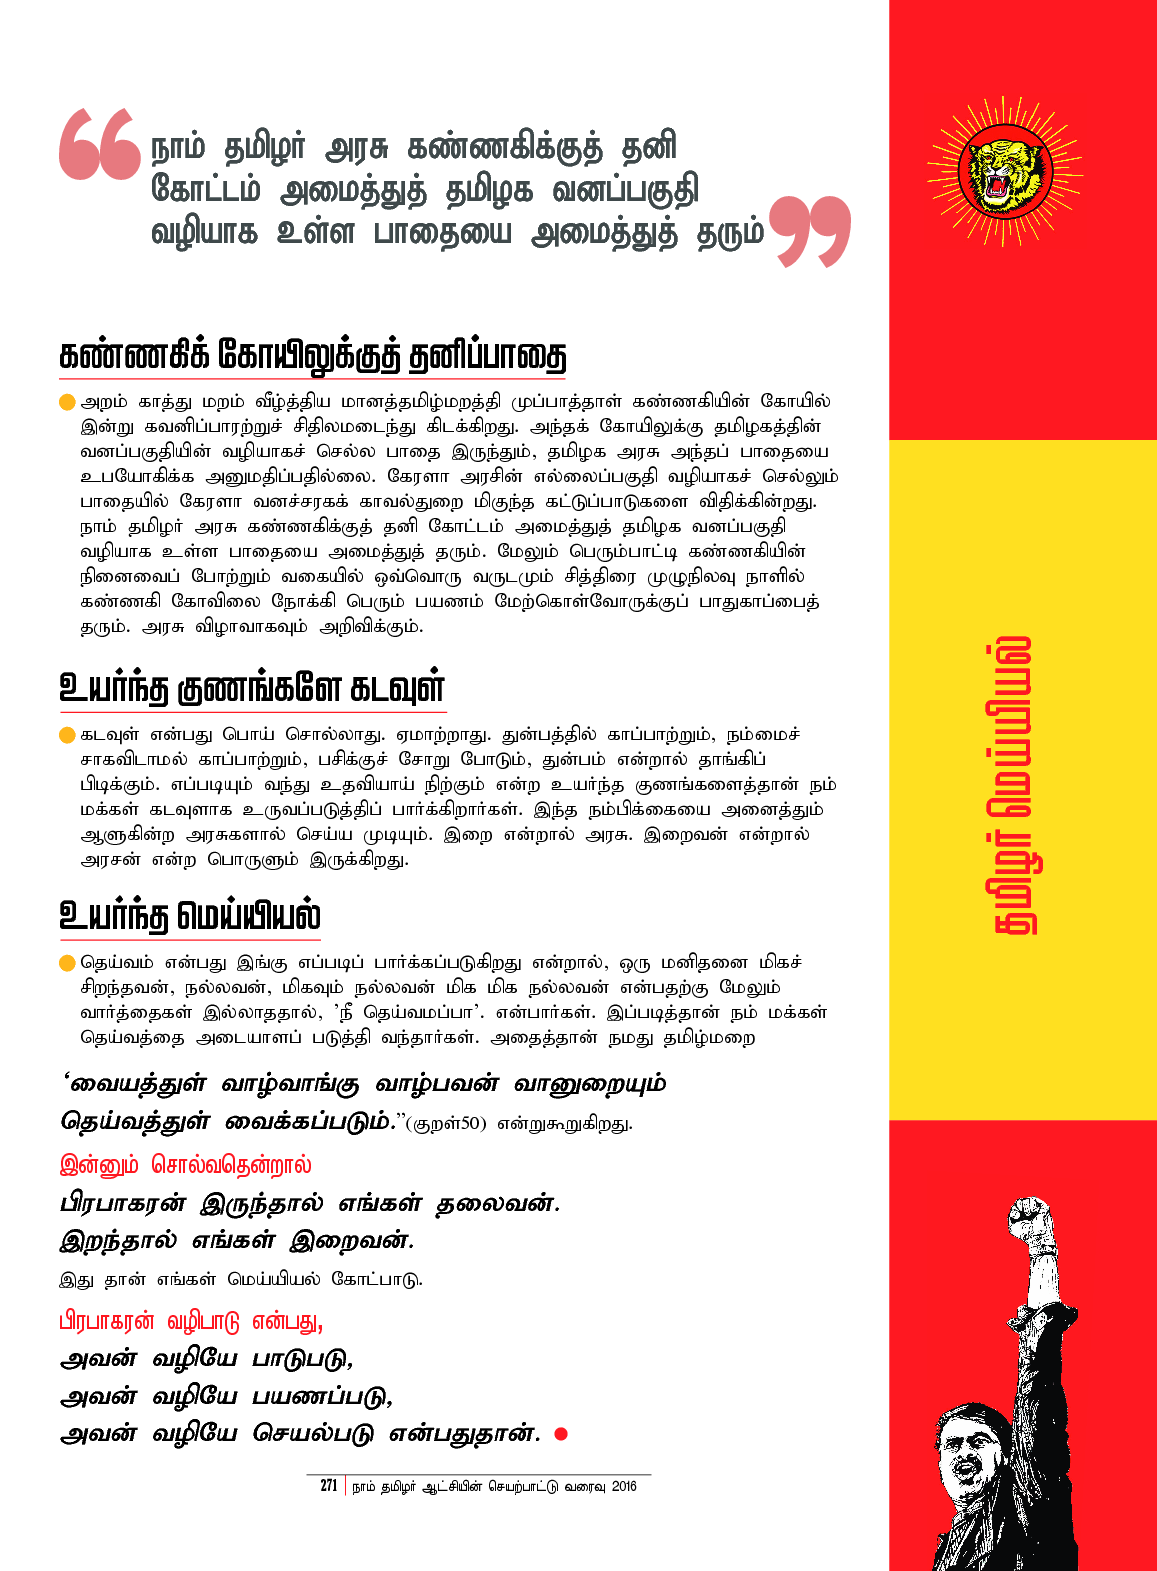 நாம் தமிழர் அரசு கண்ணகிக்குத் தனி
கோட்டம் அமைத்துத் தமிழக வனப்பகுதி
வழியாக உள்ள பாதையை அமைத்துத் தரும்
கண்ணகிக் கோயிலுக்குத் தனிப்பாதை
அறம் காத்து மறம் வீழ்த்திய மானத்தமிழ்மறத்தி முப்பாத்தாள் கண்ணகியின் கோயில்
இன்று கவனிப்பாரற்றுச் சிதிலமடைந்து கிடக்கிறது. அந்தக் கோயிலுக்கு தமிழகத்தின்
வனப்பகுதியின் வழியாகச் செல்ல பாதை இருந்தும், தமிழக அரசு அந்தப் பாதையை
உபயோகிக்க அனுமதிப்பதில்லை. கேரளா அரசின் எல்லைப்பகுதி வழியாகச் செல்லும்
பாதையில் கேரளா வனச்சரகக் காவல்துறை மிகுந்த கட்டுப்பாடுகளை விதிக்கின்றது.
நாம் தமிழர் அரசு கண்ணகிக்குத் தனி கோட்டம் அமைத்துத் தமிழக வனப்பகுதி
வழியாக உள்ள பாதையை அமைத்துத் தரும். மேலும் பெரும்பாட்டி கண்ணகியின்
நினைவைப் போற்றும் வகையில் ஒவ்வொரு வருடமும் சித்திரை முழுநிலவு நாளில்
கண்ணகி கோவிலை நோக்கி பெரும் பயணம் மேற்கொள்வோருக்குப் பாதுகாப்பைத்
தரும். அரசு விழாவாகவும் அறிவிக்கும்.
உயர்ந்த குணங்களே கடவுள்
கடவுள் என்பது பொய் சொல்லாது. ஏமாற்றாது. துன்பத்தில் காப்பாற்றும், நம்மைச்
சாகவிடாமல் காப்பாற்றும், பசிக்குச் சோறு போடும், துன்பம் என்றால் தாங்கிப்
பிடிக்கும். எப்படியும் வந்து உதவியாய் நிற்கும் என்ற உயர்ந்த குணங்களைத்தான் நம்
மக்கள் கடவுளாக உருவப்படுத்திப் பார்க்கிறார்கள். இந்த நம்பிக்கையை அனைத்தும்
ஆளுகின்ற அரசுகளால் செய்ய முடியும். இறை என்றால் அரசு. இறைவன் என்றால்
அரசன் என்ற பொருளும் இருக்கிறது.
உயர்ந்த மெய்யியல்
தெய்வம் என்பது இங்கு எப்படிப் பார்க்கப்படுகிறது என்றால், ஒரு மனிதனை மிகச்
சிறந்தவன், நல்லவன், மிகவும் நல்லவன் மிக மிக நல்லவன் என்பதற்கு மேலும்
வார்த்தைகள் இல்லாததால், 'நீ தெய்வமப்பா'. என்பார்கள். இப்படித்தான் நம் மக்கள்
தெய்வத்தை அடையாளப் படுத்தி வந்தார்கள். அதைத்தான் நமது தமிழ்மறை
‘வையத்துள் வாழ்வாங்கு வாழ்பவன் வானுறையும்
தெய்வத்துள் வைக்கப்படும்.”(குறள்50) என்றுகூறுகிறது.
இன்னும் சொல்வதென்றால்
பிரபாகரன் இருந்தால் எங்கள் தலைவன்.
இறந்தால் எங்கள் இறைவன்.
இது தான் எங்கள் மெய்யியல் கோட்பாடு.
பிரபாகரன் வழிபாடு என்பது,
அவன் வழியே பாடுபடு,
அவன் வழியே பயணப்படு,
அவன் வழியே செயல்படு என்பதுதான்.
271 | நாம் தமிழர் ஆட்சியின் செயற்பாட்டு வரைவு 2016
தமிழர் மெய்யியல்